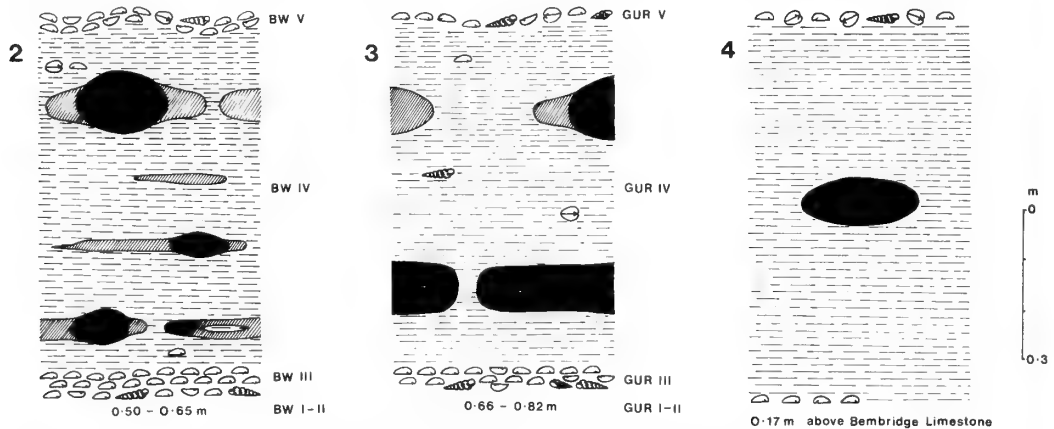 2
BW V
BW IV
BW III
BW I-II
0·50 – 0·65 m
3
GUR V
GUR IV
GUR III
GUR I-II
0·66 – 0·82 m
4
m
0
0·3
0·17 m above Bembridge Limestone